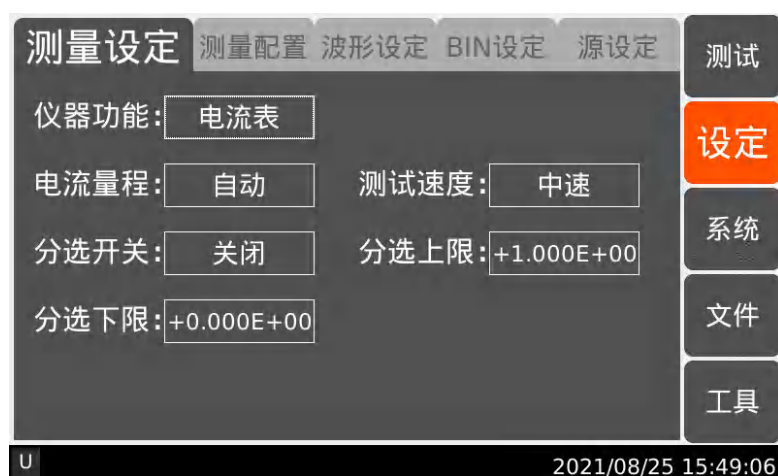 测量设定 测量配置 波形设定 BIN设定 源设定
测试
仪器功能: 电流表
设定
电流量程: 自动 测试速度: 中速
系统
分选开关: 关闭 分选上限: +1.000E+00
分选下限: +0.000E+00
文件
工具
U 2021/08/25 15:49:06